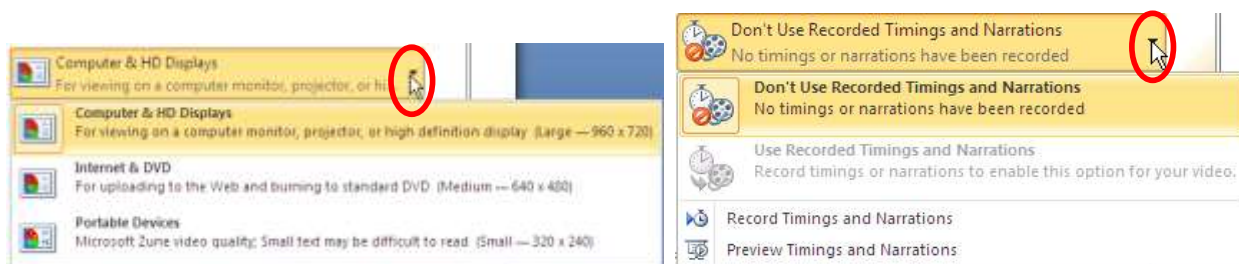 Computer & HD Displays
For viewing on a computer monitor, projector, or hi
Computer & HD Displays
For viewing on a computer monitor, projector, or high definition display (Large — 960 x 720)
Internet & DVD
For uploading to the Web and burning to standard DVD (Medium — 640 x 480)
Portable Devices
Microsoft Zune video quality; Small text may be difficult to read (Small — 320 x 240)
Don't Use Recorded Timings and Narrations
No timings or narrations have been recorded
Don't Use Recorded Timings and Narrations
No timings or narrations have been recorded
Use Recorded Timings and Narrations
Record timings or narrations to enable this option for your video.
Record Timings and Narrations
Preview Timings and Narrations